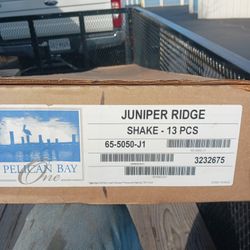 JUNIPER RIDGE
SHAKE - 13 PCS
65-5050-J1
3232675
PELICAN BAY
One